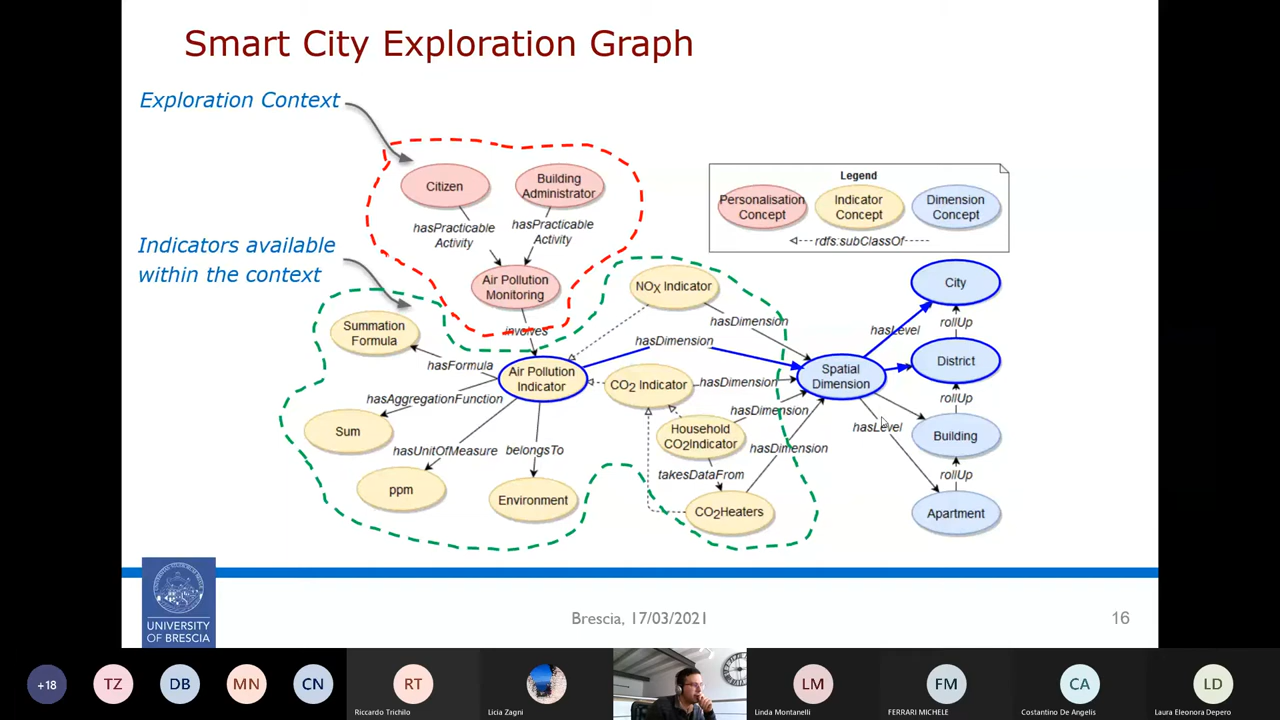 Smart City Exploration Graph
Exploration Context
Citizen
Building
Administrator
hasPracticable
Activity
hasPracticable
Activity
Air Pollution
Monitoring
Legend
Personalisation
Concept
Indicator
Concept
Dimension
Concept
rdfs:subClassOf
Indicators available
within the context
Summation
Formula
involves
NOx Indicator
hasDimension
hasFormula
Air Pollution
Indicator
hasDimension
CO2 Indicator
hasDimension
hasDimension
Household
CO2Indicator
hasDimension
takesDataFrom
CO2Heaters
hasAggregationFunction
Sum
hasUnitOfMeasure
belongsTo
ppm
Environment
Spatial
Dimension
hasLevel
hasLevel
City
rollUp
District
rollUp
Building
rollUp
Apartment
UNIVERSITY
OF BRESCIA
Brescia, 17/03/2021
16
+18
TZ
DB
MN
CN
RT
Riccardo Trichilo
Licia Zagni
LM
Linda Montanelli
FM
FERRARI MICHELE
CA
Costantino De Angelis
LD
Laura Eleonora Depero